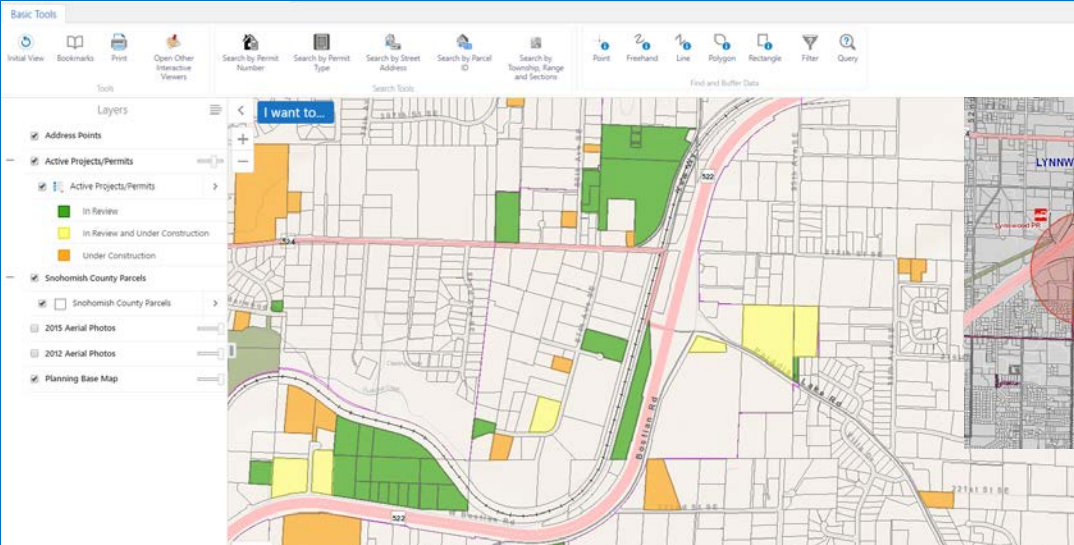 Basic Tools
Initial View
Bookmarks
Print
Open Other
Interactive
Viewers
Tools
Search by Permit
Number
Search by Permit
Type
Search by Street
Address
Search by Parcel
ID
Search by
Township, Range
and Sections
Search Tools
Point
Freehand
Line
Polygon
Rectangle
Filter
Query
Find and Buffer Data
Layers
I want to...
Address Points
Active Projects/Permits
Active Projects/Permits
In Review
In Review and Under Construction
Under Construction
Snohomish County Parcels
Snohomish County Parcels
2015 Aerial Photos
2012 Aerial Photos
Planning Base Map
522
524
LYNNW
Lynnwood PR
Lake Rd
Bostian Rd
221st St SE
522
W Bostian Rd